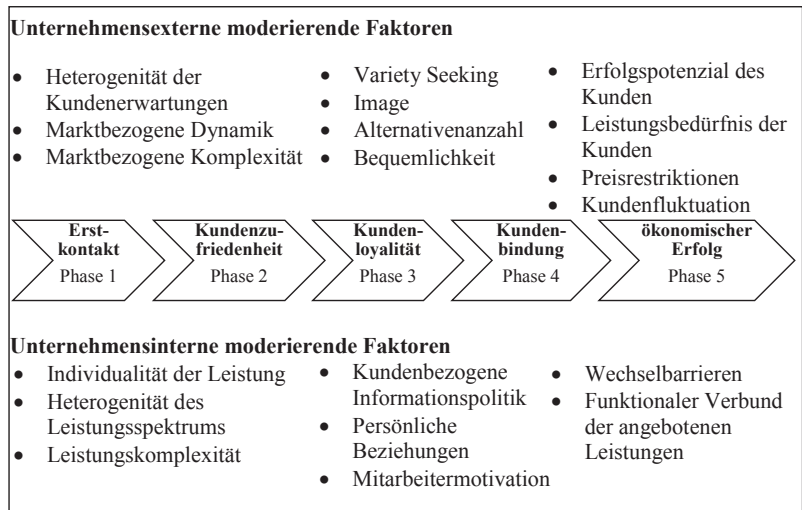 Unternehmensexterne moderierende Faktoren
• Heterogenität der
Kundenerwartungen
• Marktbezogene Dynamik
• Marktbezogene Komplexität
• Variety Seeking
• Image
• Alternativenanzahl
• Bequemlichkeit
• Erfolgspotenzial des
Kunden
• Leistungsbedürfnis der
Kunden
• Preisrestriktionen
• Kundenfluktuation
Erst-
kontakt
Phase 1
Kundenzu-
friedenheit
Phase 2
Kunden-
loyalität
Phase 3
Kunden-
bindung
Phase 4
ökonomischer
Erfolg
Phase 5
Unternehmensinterne moderierende Faktoren
• Individualität der Leistung
• Heterogenität des
Leistungsspektrums
• Leistungskomplexität
• Kundenbezogene
Informationspolitik
• Persönliche
Beziehungen
• Mitarbeitermotivation
• Wechselbarrieren
• Funktionaler Verbund
der angebotenen
Leistungen